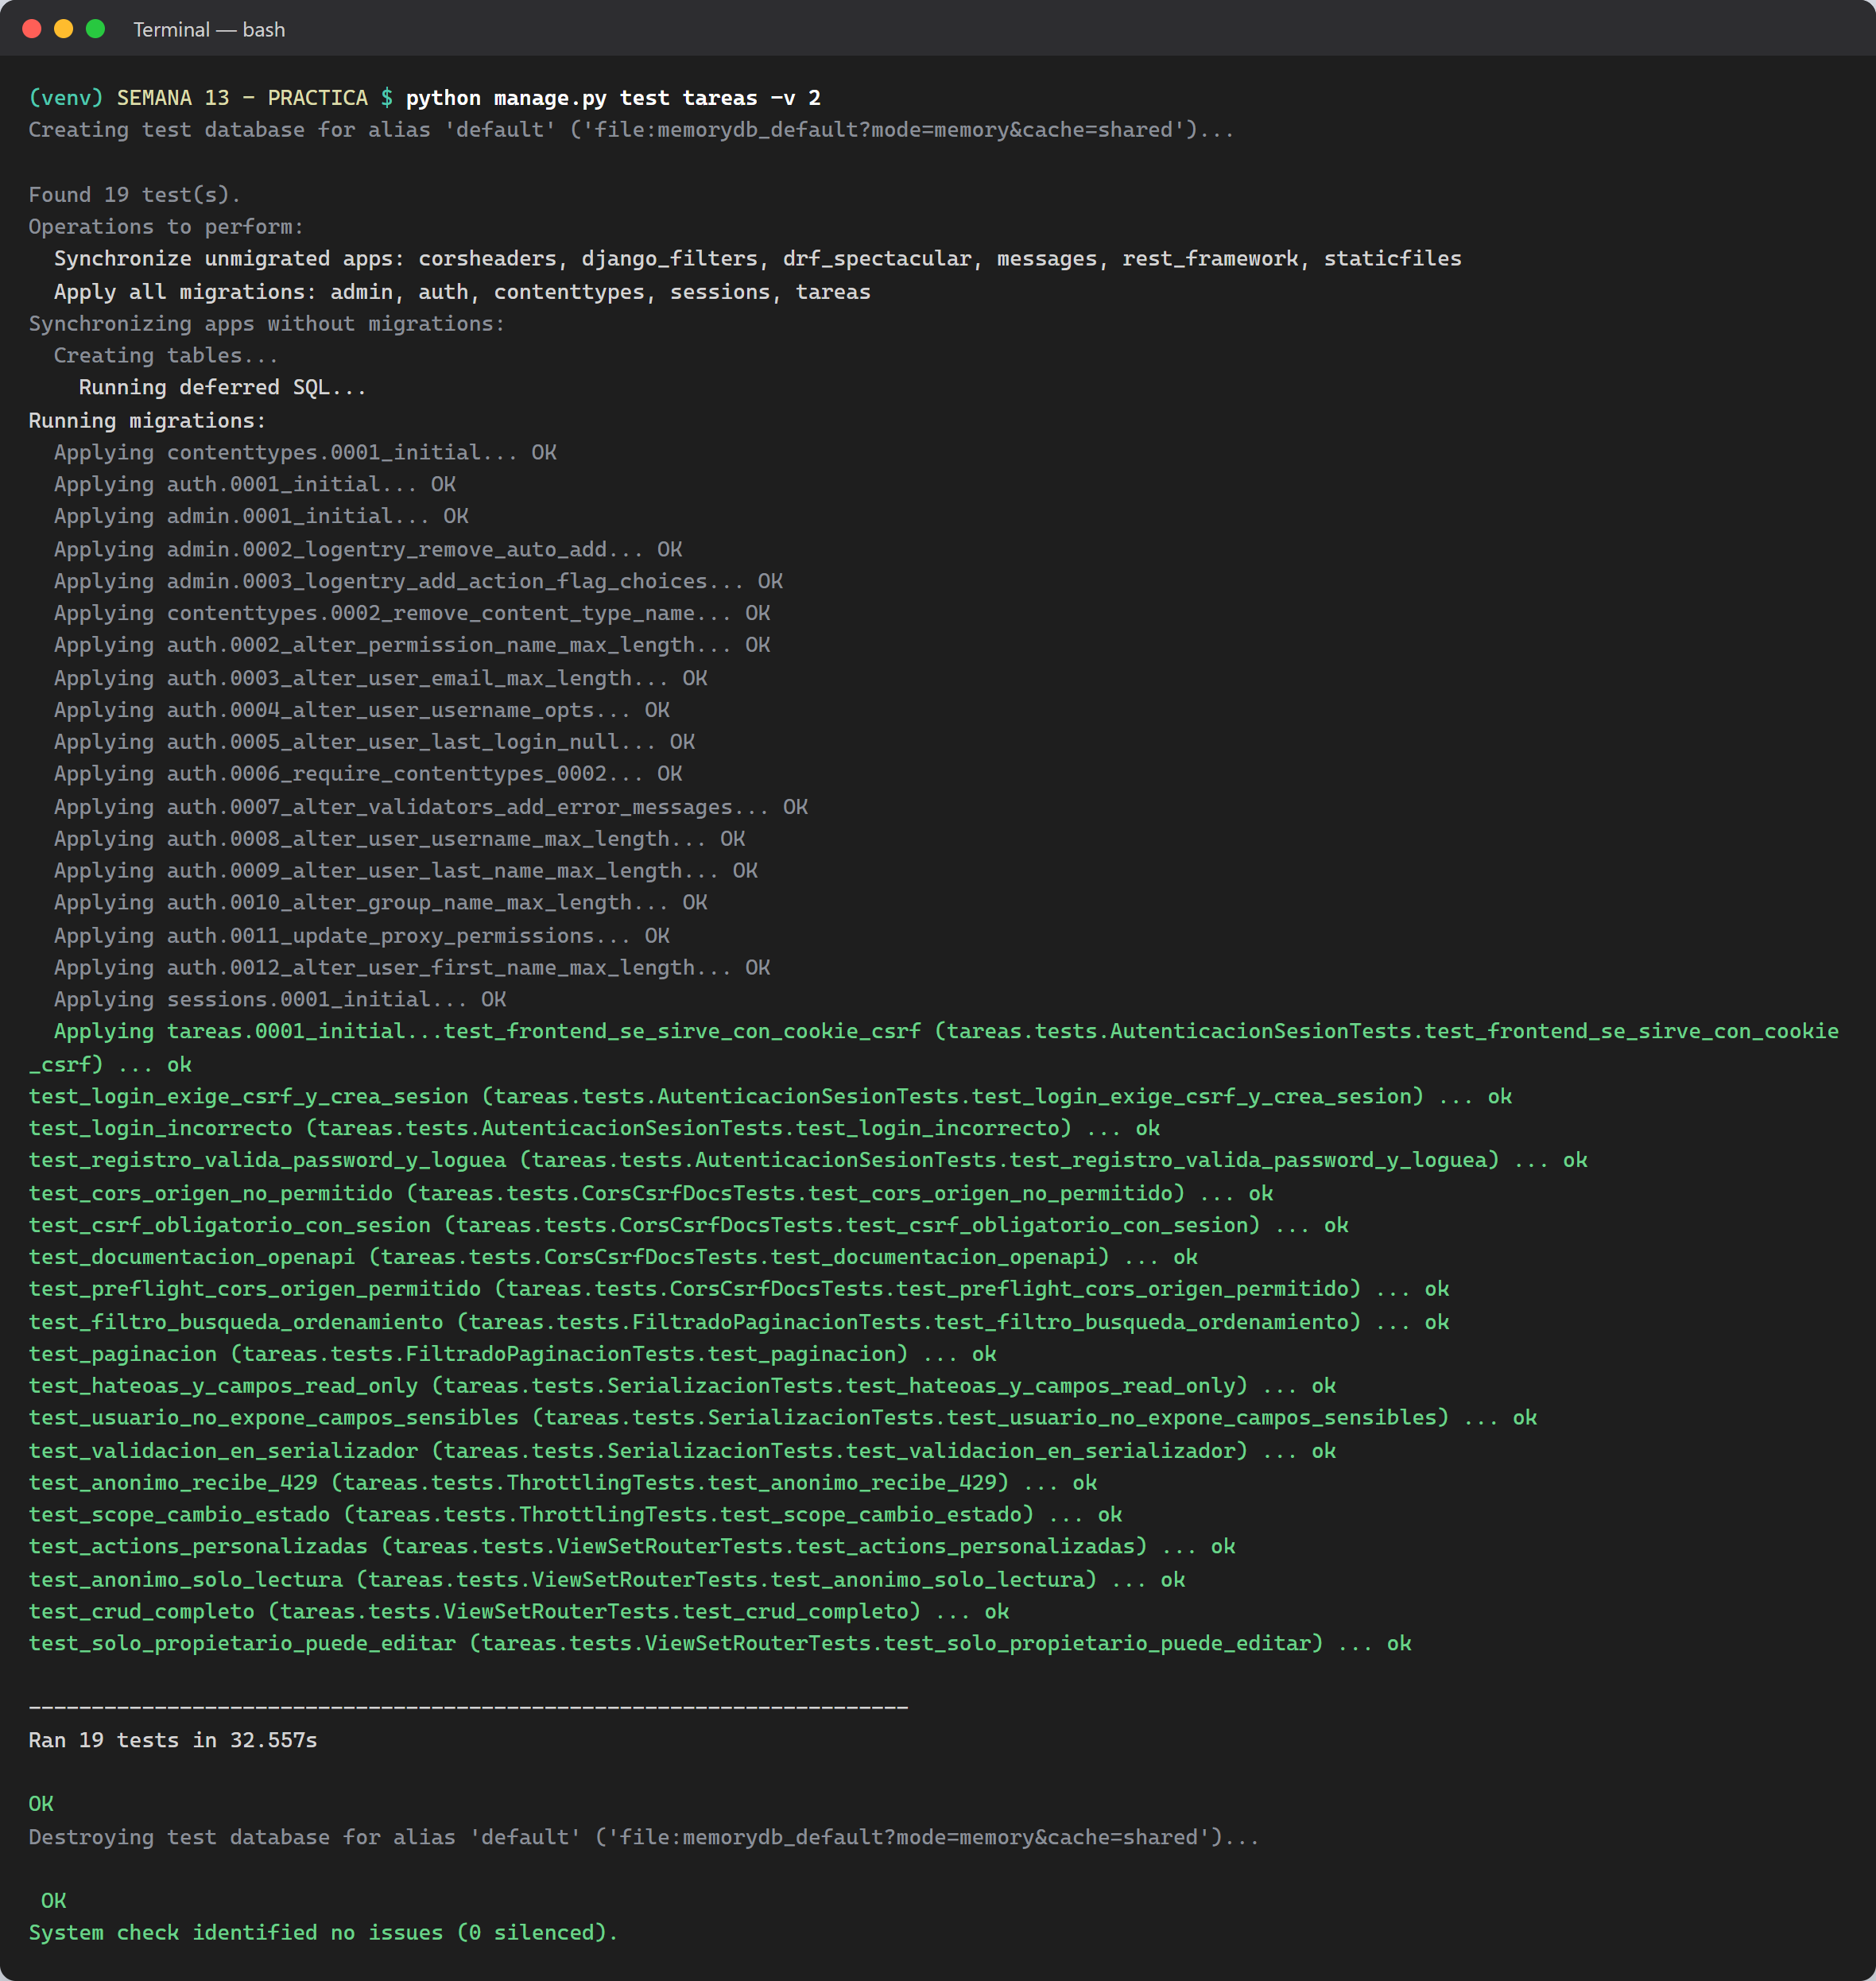 Terminal — bash
(venv) SEMANA 13 - PRACTICA $ python manage.py test tareas -v 2
Creating test database for alias 'default' ('file:memorydb_default?mode=memory&cache=shared')...
Found 19 test(s).
Operations to perform:
  Synchronize unmigrated apps: corsheaders, django_filters, drf_spectacular, messages, rest_framework, staticfiles
  Apply all migrations: admin, auth, contenttypes, sessions, tareas
Synchronizing apps without migrations:
  Creating tables...
    Running deferred SQL...
Running migrations:
  Applying contenttypes.0001_initial... OK
  Applying auth.0001_initial... OK
  Applying admin.0001_initial... OK
  Applying admin.0002_logentry_remove_auto_add... OK
  Applying admin.0003_logentry_add_action_flag_choices... OK
  Applying contenttypes.0002_remove_content_type_name... OK
  Applying auth.0002_alter_permission_name_max_length... OK
  Applying auth.0003_alter_user_email_max_length... OK
  Applying auth.0004_alter_user_username_opts... OK
  Applying auth.0005_alter_user_last_login_null... OK
  Applying auth.0006_require_contenttypes_0002... OK
  Applying auth.0007_alter_validators_add_error_messages... OK
  Applying auth.0008_alter_user_username_max_length... OK
  Applying auth.0009_alter_user_last_name_max_length... OK
  Applying auth.0010_alter_group_name_max_length... OK
  Applying auth.0011_update_proxy_permissions... OK
  Applying auth.0012_alter_user_first_name_max_length... OK
  Applying sessions.0001_initial... OK
  Applying tareas.0001_initial...test_frontend_se_sirve_con_cookie_csrf (tareas.tests.AutenticacionSesionTests.test_frontend_se_sirve_con_cookie
_csrf) ... ok
test_login_exige_csrf_y_crea_sesion (tareas.tests.AutenticacionSesionTests.test_login_exige_csrf_y_crea_sesion) ... ok
test_login_incorrecto (tareas.tests.AutenticacionSesionTests.test_login_incorrecto) ... ok
test_registro_valida_password_y_loguea (tareas.tests.AutenticacionSesionTests.test_registro_valida_password_y_loguea) ... ok
test_cors_origen_no_permitido (tareas.tests.CorsCsrfDocsTests.test_cors_origen_no_permitido) ... ok
test_csrf_obligatorio_con_sesion (tareas.tests.CorsCsrfDocsTests.test_csrf_obligatorio_con_sesion) ... ok
test_documentacion_openapi (tareas.tests.CorsCsrfDocsTests.test_documentacion_openapi) ... ok
test_preflight_cors_origen_permitido (tareas.tests.CorsCsrfDocsTests.test_preflight_cors_origen_permitido) ... ok
test_filtro_busqueda_ordenamiento (tareas.tests.FiltradoPaginacionTests.test_filtro_busqueda_ordenamiento) ... ok
test_paginacion (tareas.tests.FiltradoPaginacionTests.test_paginacion) ... ok
test_hateoas_y_campos_read_only (tareas.tests.SerializacionTests.test_hateoas_y_campos_read_only) ... ok
test_usuario_no_expone_campos_sensibles (tareas.tests.SerializacionTests.test_usuario_no_expone_campos_sensibles) ... ok
test_validacion_en_serializador (tareas.tests.SerializacionTests.test_validacion_en_serializador) ... ok
test_anonimo_recibe_429 (tareas.tests.ThrottlingTests.test_anonimo_recibe_429) ... ok
test_scope_cambio_estado (tareas.tests.ThrottlingTests.test_scope_cambio_estado) ... ok
test_actions_personalizadas (tareas.tests.ViewSetRouterTests.test_actions_personalizadas) ... ok
test_anonimo_solo_lectura (tareas.tests.ViewSetRouterTests.test_anonimo_solo_lectura) ... ok
test_crud_completo (tareas.tests.ViewSetRouterTests.test_crud_completo) ... ok
test_solo_propietario_puede_editar (tareas.tests.ViewSetRouterTests.test_solo_propietario_puede_editar) ... ok
----------------------------------------------------------------------
Ran 19 tests in 32.557s
OK
Destroying test database for alias 'default' ('file:memorydb_default?mode=memory&cache=shared')...
 OK
System check identified no issues (0 silenced).